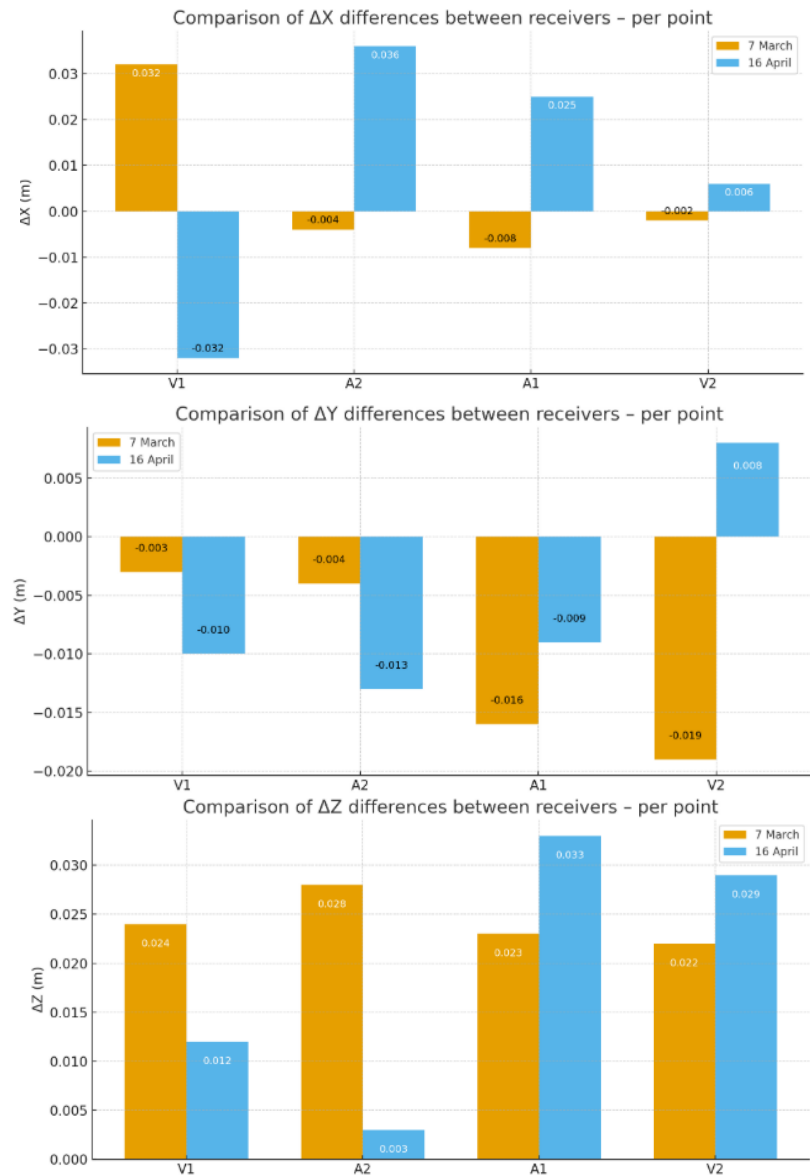 Comparison of ΔX differences between receivers – per point
7 March
16 April
ΔX (m)
0.03
0.02
0.01
0.00
−0.01
−0.02
−0.03
0.032
-0.032
-0.004
0.036
-0.008
0.025
-0.002
0.006
V1 A2 A1 V2
Comparison of ΔY differences between receivers – per point
7 March
16 April
ΔY (m)
0.005
0.000
−0.005
−0.010
−0.015
−0.020
-0.003
-0.010
-0.004
-0.013
-0.016
-0.009
-0.019
0.008
V1 A2 A1 V2
Comparison of ΔZ differences between receivers – per point
7 March
16 April
ΔZ (m)
0.030
0.025
0.020
0.015
0.010
0.005
0.000
0.024
0.012
0.028
0.003
0.023
0.033
0.022
0.029
V1 A2 A1 V2